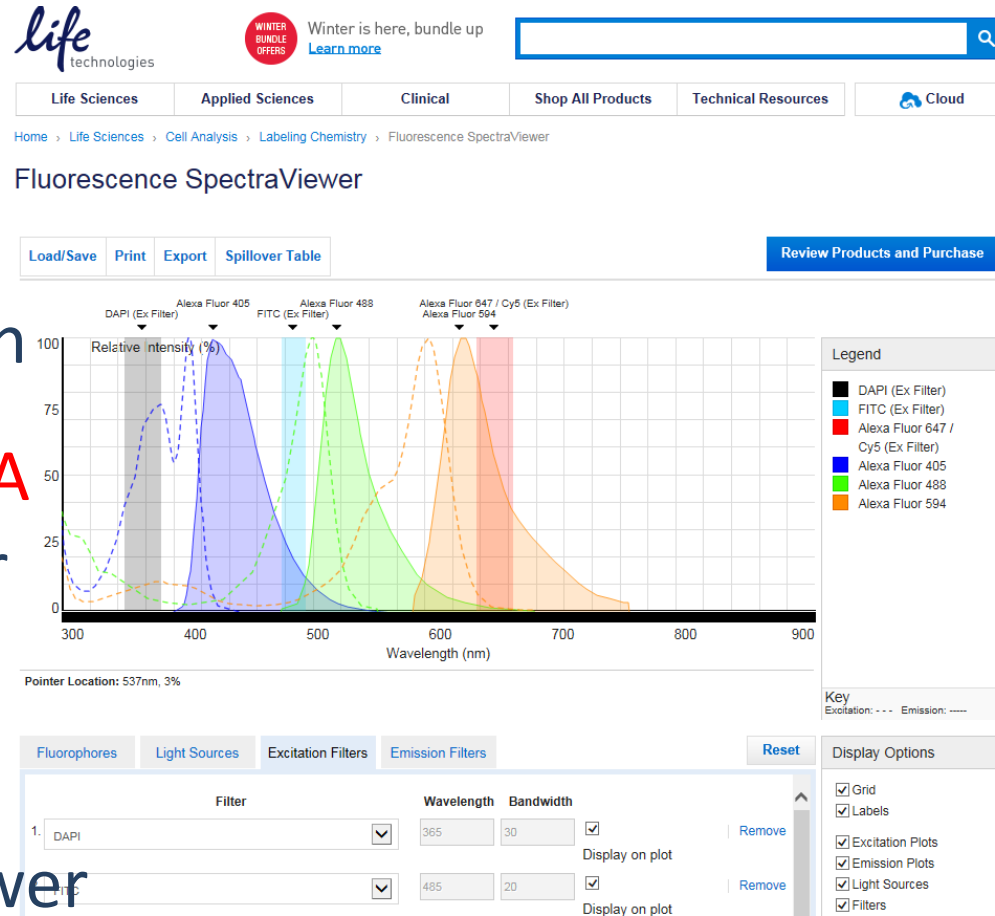 life technologies
WINTER BUNDLE OFFERS
Winter is here, bundle up
Learn more
Life Sciences Applied Sciences Clinical Shop All Products Technical Resources Cloud
Home › Life Sciences › Cell Analysis › Labeling Chemistry › Fluorescence SpectraViewer
Fluorescence SpectraViewer
Load/Save Print Export Spillover Table
Review Products and Purchase
Alexa Fluor 405 Alexa Fluor 488 Alexa Fluor 647 / Cy5 (Ex Filter)
DAPI (Ex Filter) FITC (Ex Filter) Alexa Fluor 594
Relative Intensity (%)
100
75
50
25
0
300 400 500 600 700 800 900
Wavelength (nm)
Pointer Location: 537nm, 3%
Legend
DAPI (Ex Filter)
FITC (Ex Filter)
Alexa Fluor 647 /
Cy5 (Ex Filter)
Alexa Fluor 405
Alexa Fluor 488
Alexa Fluor 594
Key
Excitation: - - - Emission: -----
Fluorophores Light Sources Excitation Filters Emission Filters Reset
Filter Wavelength Bandwidth
1. DAPI 365 30 Remove
Display on plot
485 20 Remove
Display on plot
Display Options
Grid
Labels
Excitation Plots
Emission Plots
Light Sources
Filters